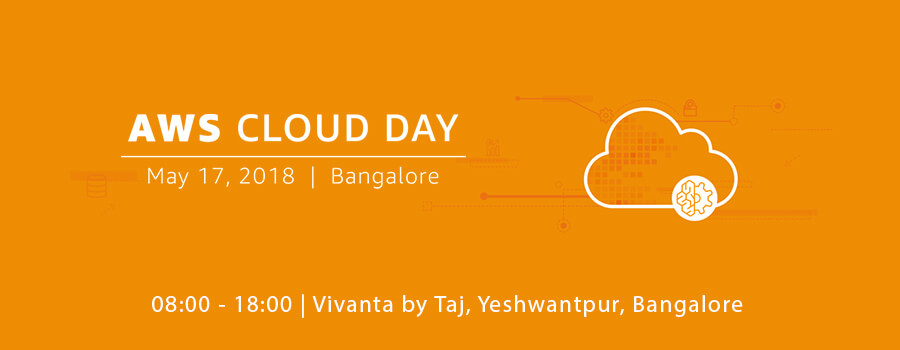 AWS CLOUD DAY
May 17, 2018 | Bangalore
08:00 - 18:00 | Vivanta by Taj, Yeshwantpur, Bangalore